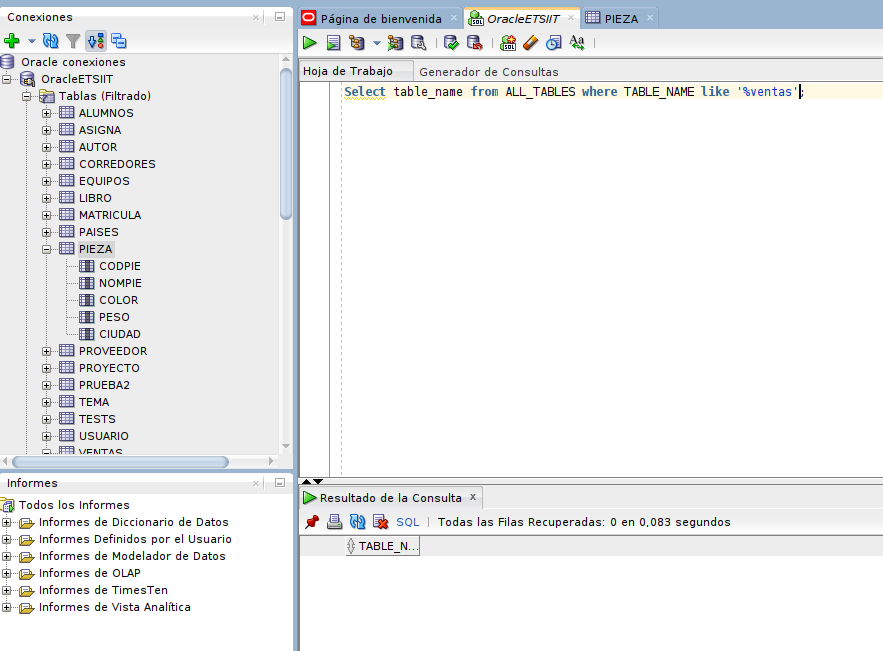 Conexiones
Oracle conexiones
OracleETSIIT
Tablas (Filtrado)
ALUMNOS
ASIGNA
AUTOR
CORREDORES
EQUIPOS
LIBRO
MATRICULA
PAISES
PIEZA
CODPIE
NOMPIE
COLOR
PESO
CIUDAD
PROVEEDOR
PROYECTO
PRUEBA2
TEMA
TESTS
USUARIO
VENTAS
Informes
Todos los Informes
Informes de Diccionario de Datos
Informes Definidos por el Usuario
Informes de Modelador de Datos
Informes de OLAP
Informes de TimesTen
Informes de Vista Analítica
Página de bienvenida
OracleETSIIT
PIEZA
Hoja de Trabajo
Generador de Consultas
Select table_name from ALL_TABLES where TABLE_NAME like '%ventas';
Resultado de la Consulta
SQL | Todas las Filas Recuperadas: 0 en 0,083 segundos
TABLE_N...